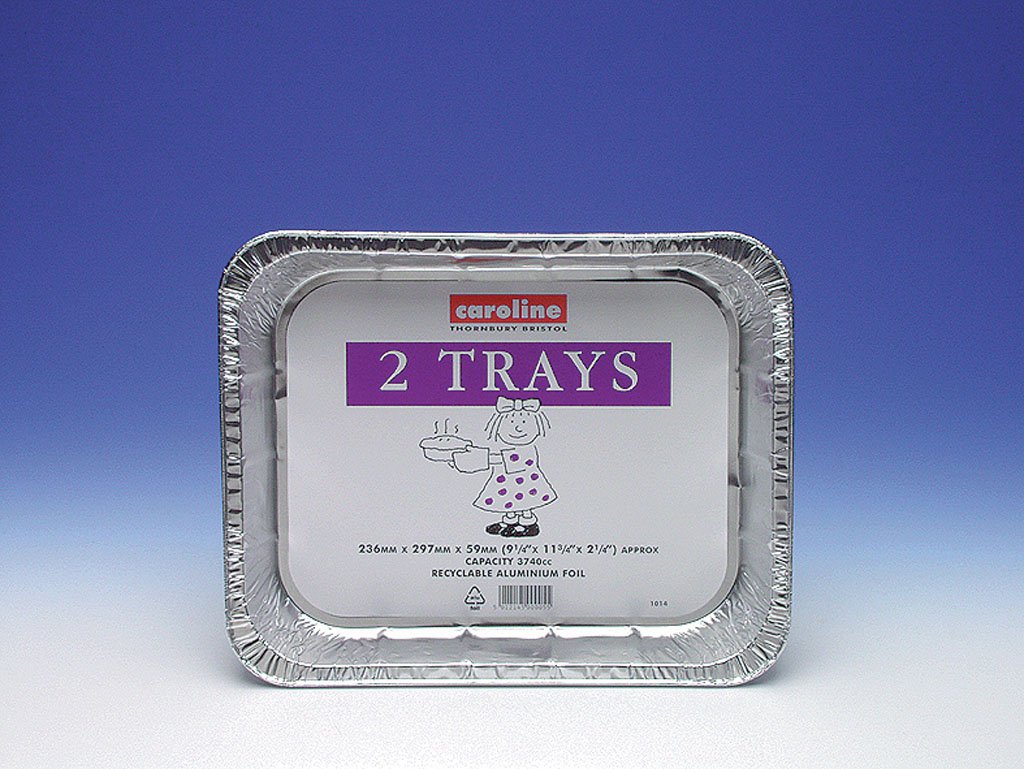 caroline
THORNBURY BRISTOL
2 TRAYS
236MM X 297MM X 59MM (9¹/₄"X 11³/₄"X 2¹/₄") APPROX
CAPACITY 3740cc
RECYCLABLE ALUMINIUM FOIL
foil
1014